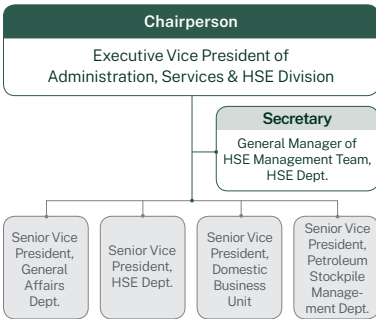 Chairperson
Executive Vice President of
Administration, Services & HSE Division
Secretary
General Manager of
HSE Management Team,
HSE Dept.
Senior Vice
President,
General
Affairs
Dept.
Senior Vice
President,
HSE Dept.
Senior Vice
President,
Domestic
Business
Unit
Senior Vice
President,
Petroleum
Stockpile
Manage-
ment Dept.